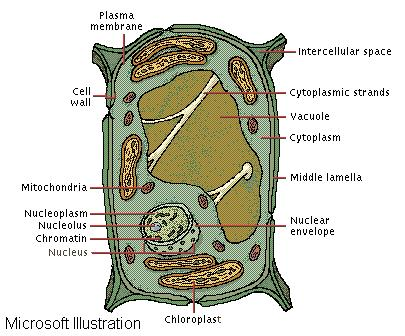 Plasma
membrane
Intercellular space
Cell
wall
Cytoplasmic strands
Vacuole
Cytoplasm
Middle lamella
Mitochondria
Nucleoplasm
Nucleolus
Chromatin
Nucleus
Nuclear
envelope
Chloroplast
Microsoft Illustration